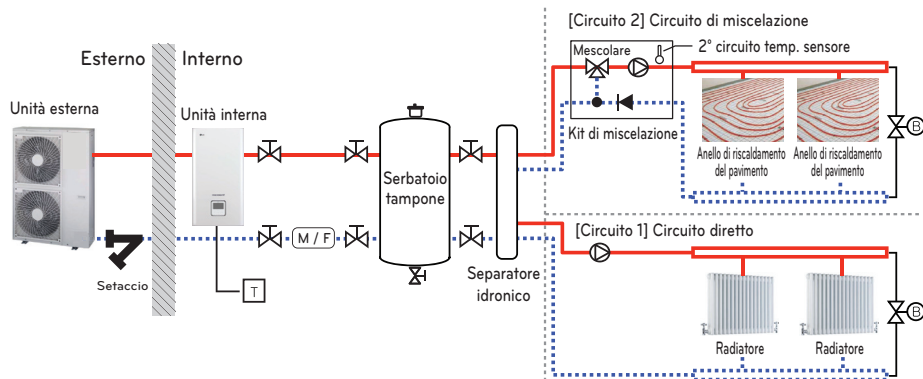 [Circuito 2] Circuito di miscelazione
Mescolare
2° circuito temp. sensore
Esterno
Interno
Unità esterna
Unità interna
Kit di miscelazione
B
Anello di riscaldamento
del pavimento
Anello di riscaldamento
del pavimento
Serbatoio
tampone
M / F
[Circuito 1] Circuito diretto
Setaccio
T
Separatore
idronico
B
Radiatore
Radiatore